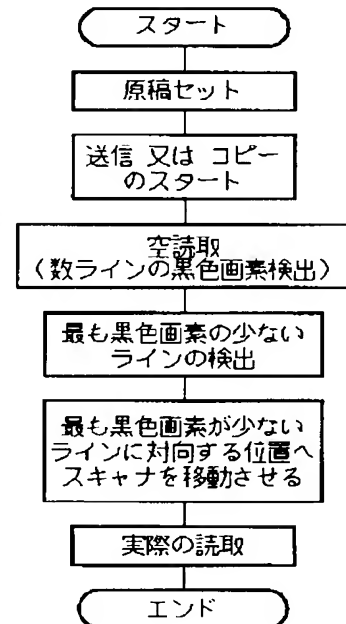 スタート
原稿セット
送信 又は コピー
のスタート
空読取
(数ラインの黒色画素検出)
最も黒色画素の少ない
ラインの検出
最も黒色画素が少ない
ラインに対向する位置へ
スキャナを移動させる
実際の読取
エンド